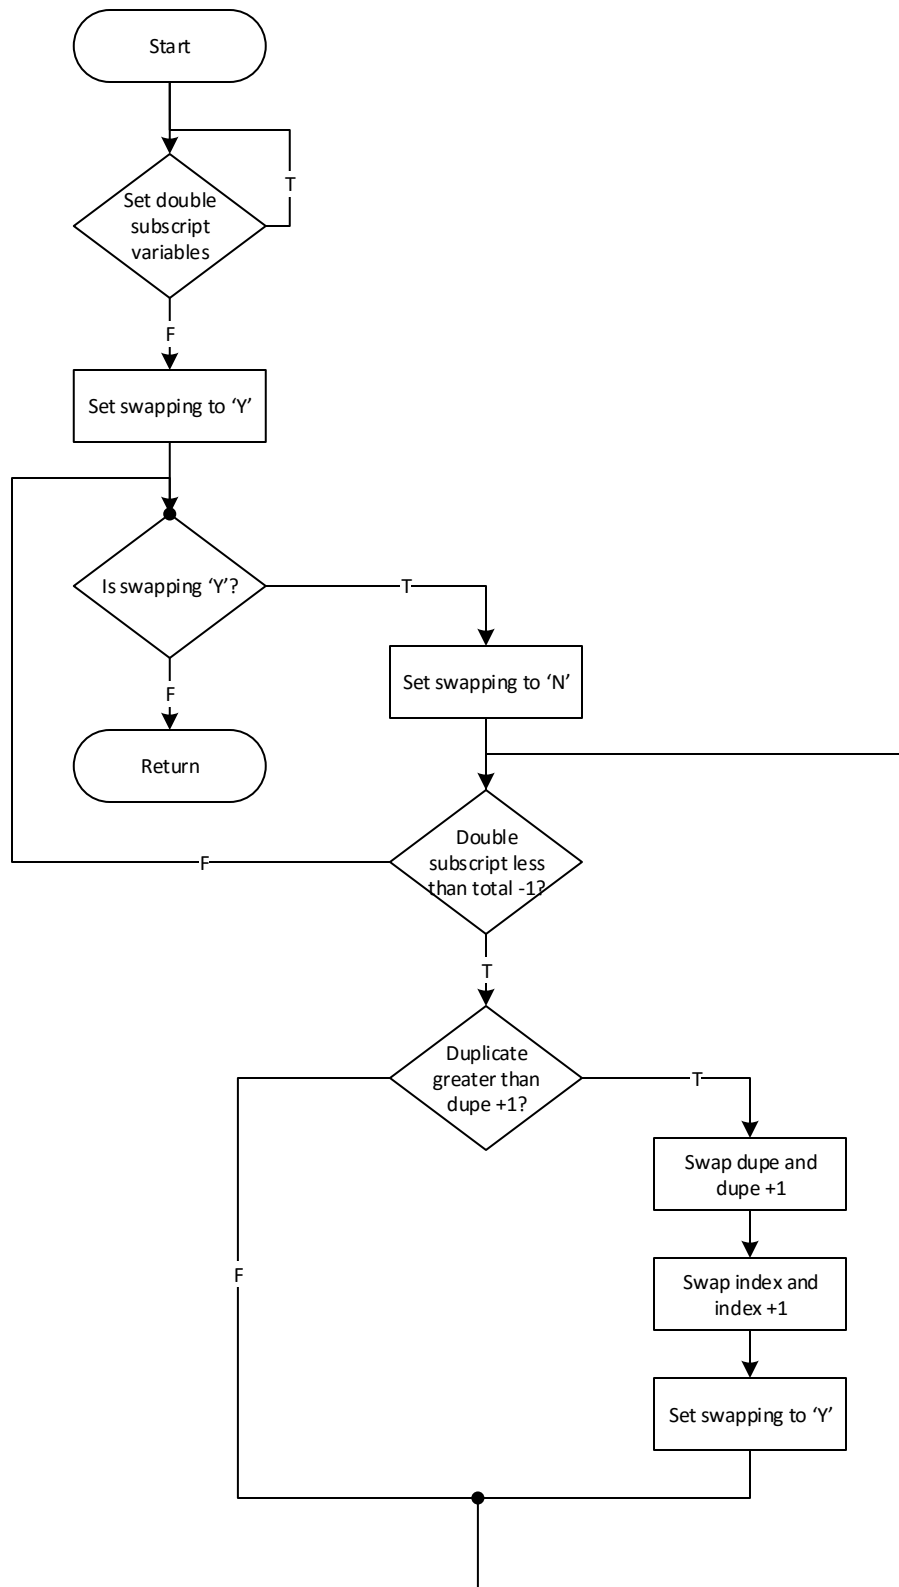 Start
T
Set double
subscript
variables
F
Set swapping to ‘Y’
Is swapping ‘Y’?
T
Set swapping to ‘N’
F
Return
Double
subscript less
than total -1?
F
T
Duplicate
greater than
dupe +1?
T
Swap dupe and
dupe +1
F
Swap index and
index +1
Set swapping to ‘Y’